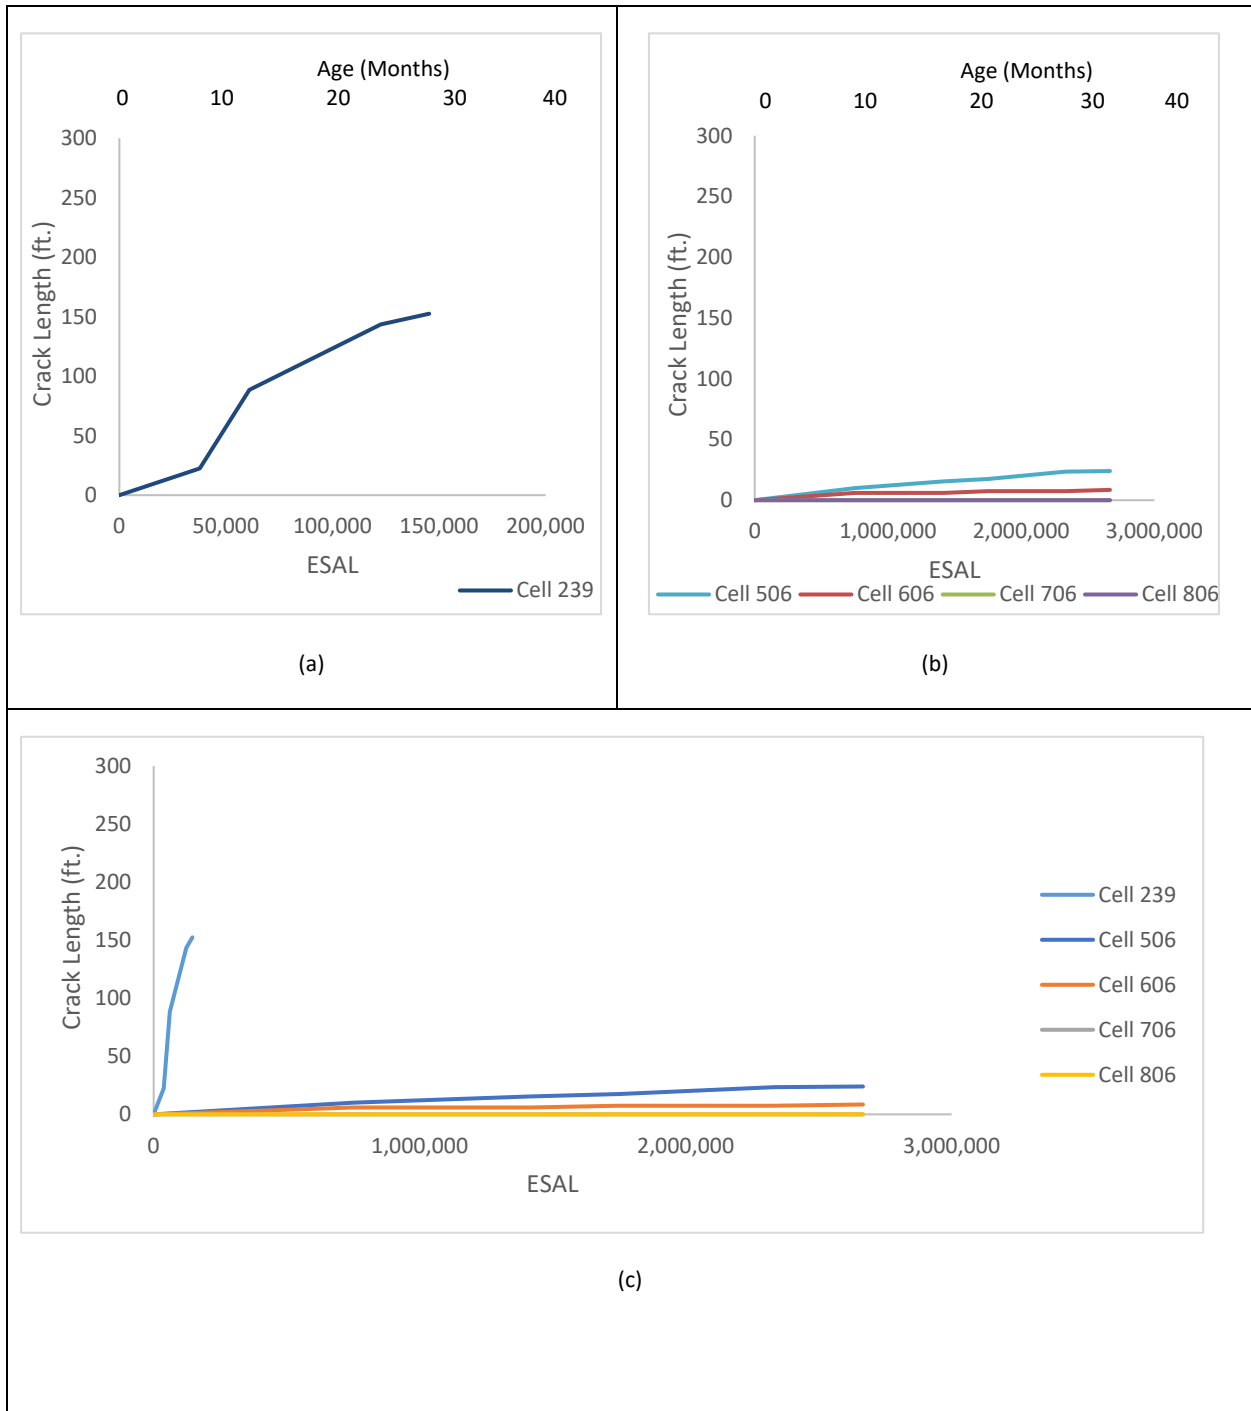 Age (Months)
0 10 20 30 40
300
250
200
150
100
50
0
Crack Length (ft.)
0 50,000 100,000 150,000 200,000
ESAL
Cell 239
(a)
Age (Months)
0 10 20 30 40
300
250
200
150
100
50
0
Crack Length (ft.)
0 1,000,000 2,000,000 3,000,000
ESAL
Cell 506 Cell 606 Cell 706 Cell 806
(b)
300
250
200
150
100
50
0
Crack Length (ft.)
0 1,000,000 2,000,000 3,000,000
ESAL
Cell 239
Cell 506
Cell 606
Cell 706
Cell 806
(c)